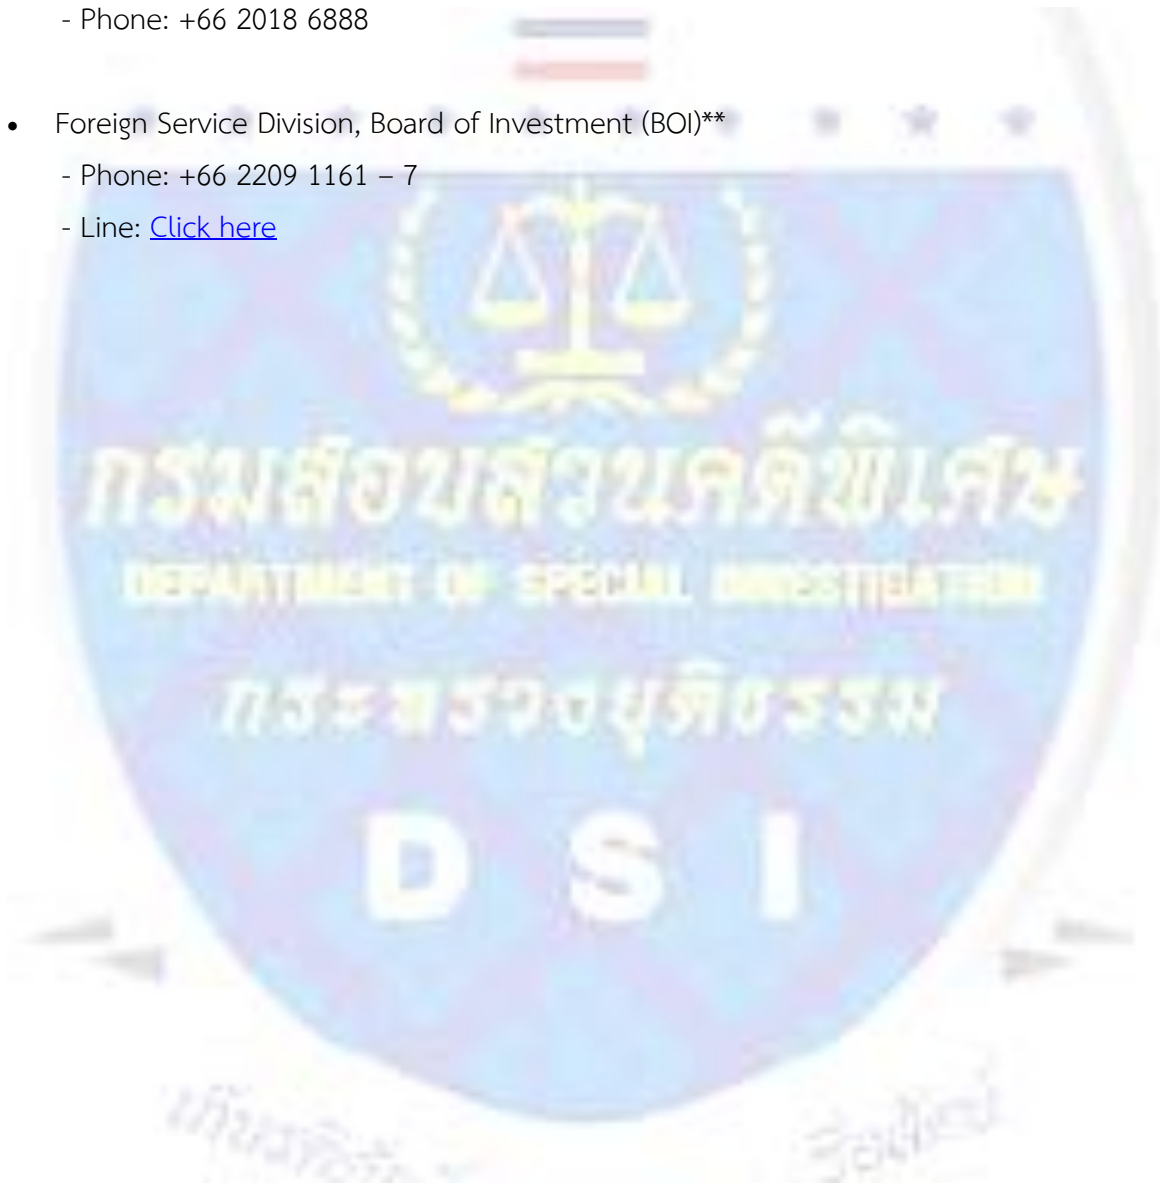 - Phone: +66 2018 6888
• Foreign Service Division, Board of Investment (BOI)**
- Phone: +66 2209 1161 – 7
- Line: Click here
กรมสอบสวนคดีพิเศษ
DEPARTMENT OF SPECIAL INVESTIGATION
กระทรวงยุติธรรม
D S I